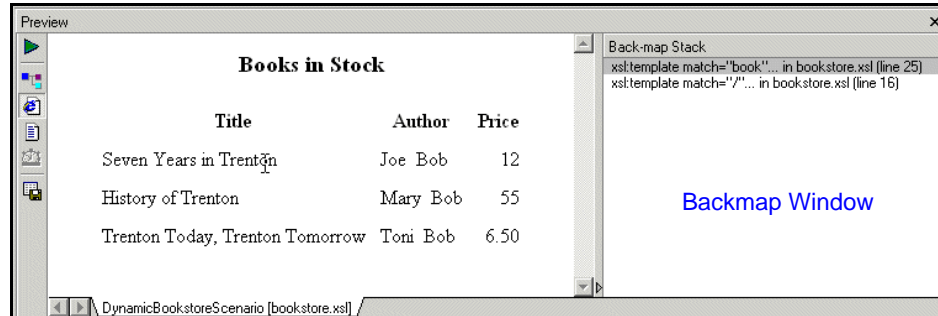 Preview
Books in Stock
Title Author Price
Seven Years in Trenton Joe Bob 12
History of Trenton Mary Bob 55
Trenton Today, Trenton Tomorrow Toni Bob 6.50
DynamicBookstoreScenario [bookstore.xsl]
Back-map Stack
xsl:template match="book"... in bookstore.xsl (line 25)
xsl:template match="/"... in bookstore.xsl (line 16)
Backmap Window